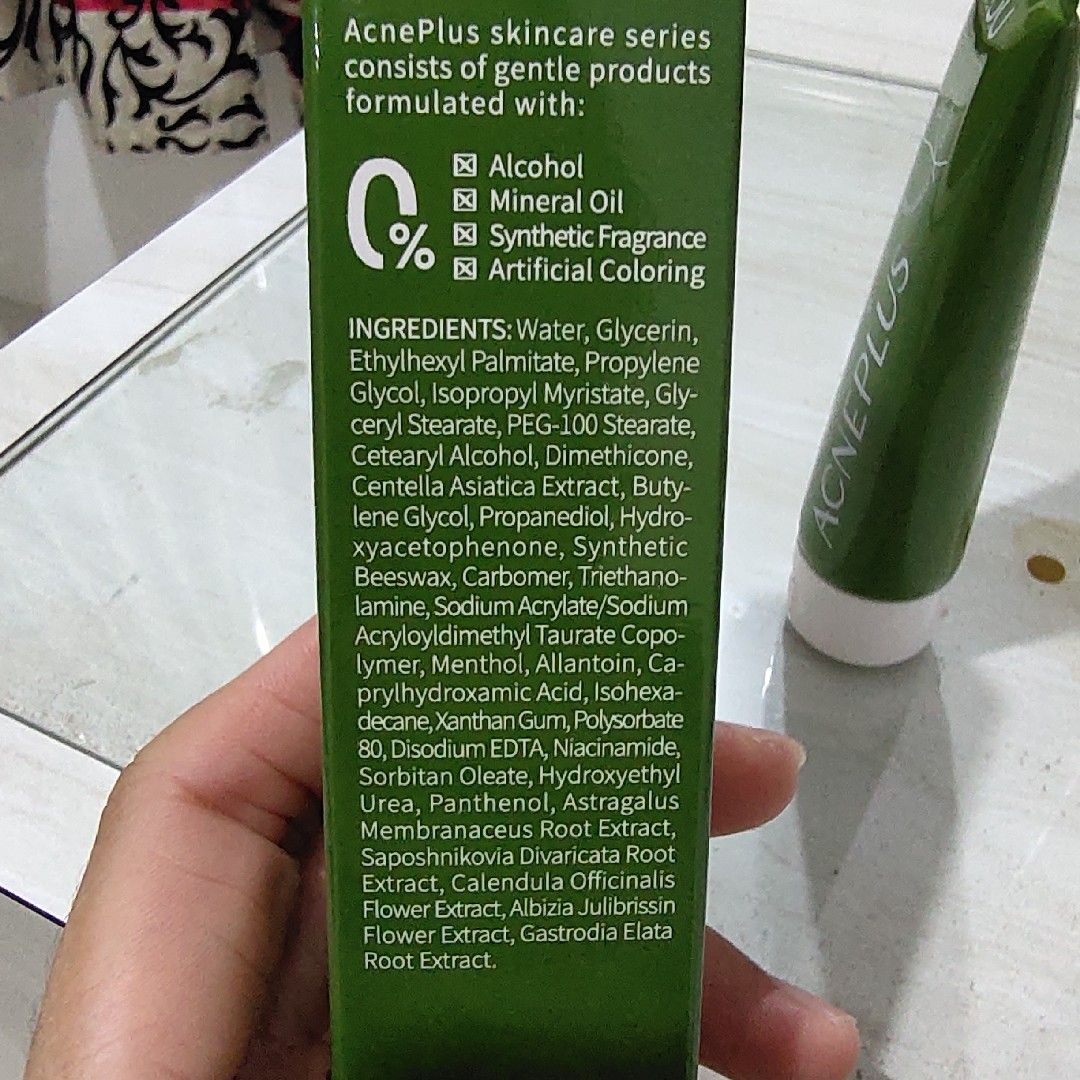 AcnePlus skincare series
consists of gentle products
formulated with:
0%
☒ Alcohol
☒ Mineral Oil
☒ Synthetic Fragrance
☒ Artificial Coloring
INGREDIENTS: Water, Glycerin,
Ethylhexyl Palmitate, Propylene
Glycol, Isopropyl Myristate, Gly-
ceryl Stearate, PEG-100 Stearate,
Cetearyl Alcohol, Dimethicone,
Centella Asiatica Extract, Buty-
lene Glycol, Propanediol, Hydro-
xyacetophenone, Synthetic
Beeswax, Carbomer, Triethano-
lamine, Sodium Acrylate/Sodium
Acryloyldimethyl Taurate Copo-
lymer, Menthol, Allantoin, Ca-
prylhydroxamic Acid, Isohexa-
decane, Xanthan Gum, Polysorbate
80, Disodium EDTA, Niacinamide,
Sorbitan Oleate, Hydroxyethyl
Urea, Panthenol, Astragalus
Membranaceus Root Extract,
Saposhnikovia Divaricata Root
Extract, Calendula Officinalis
Flower Extract, Albizia Julibrissin
Flower Extract, Gastrodia Elata
Root Extract.
ACNEPLUS